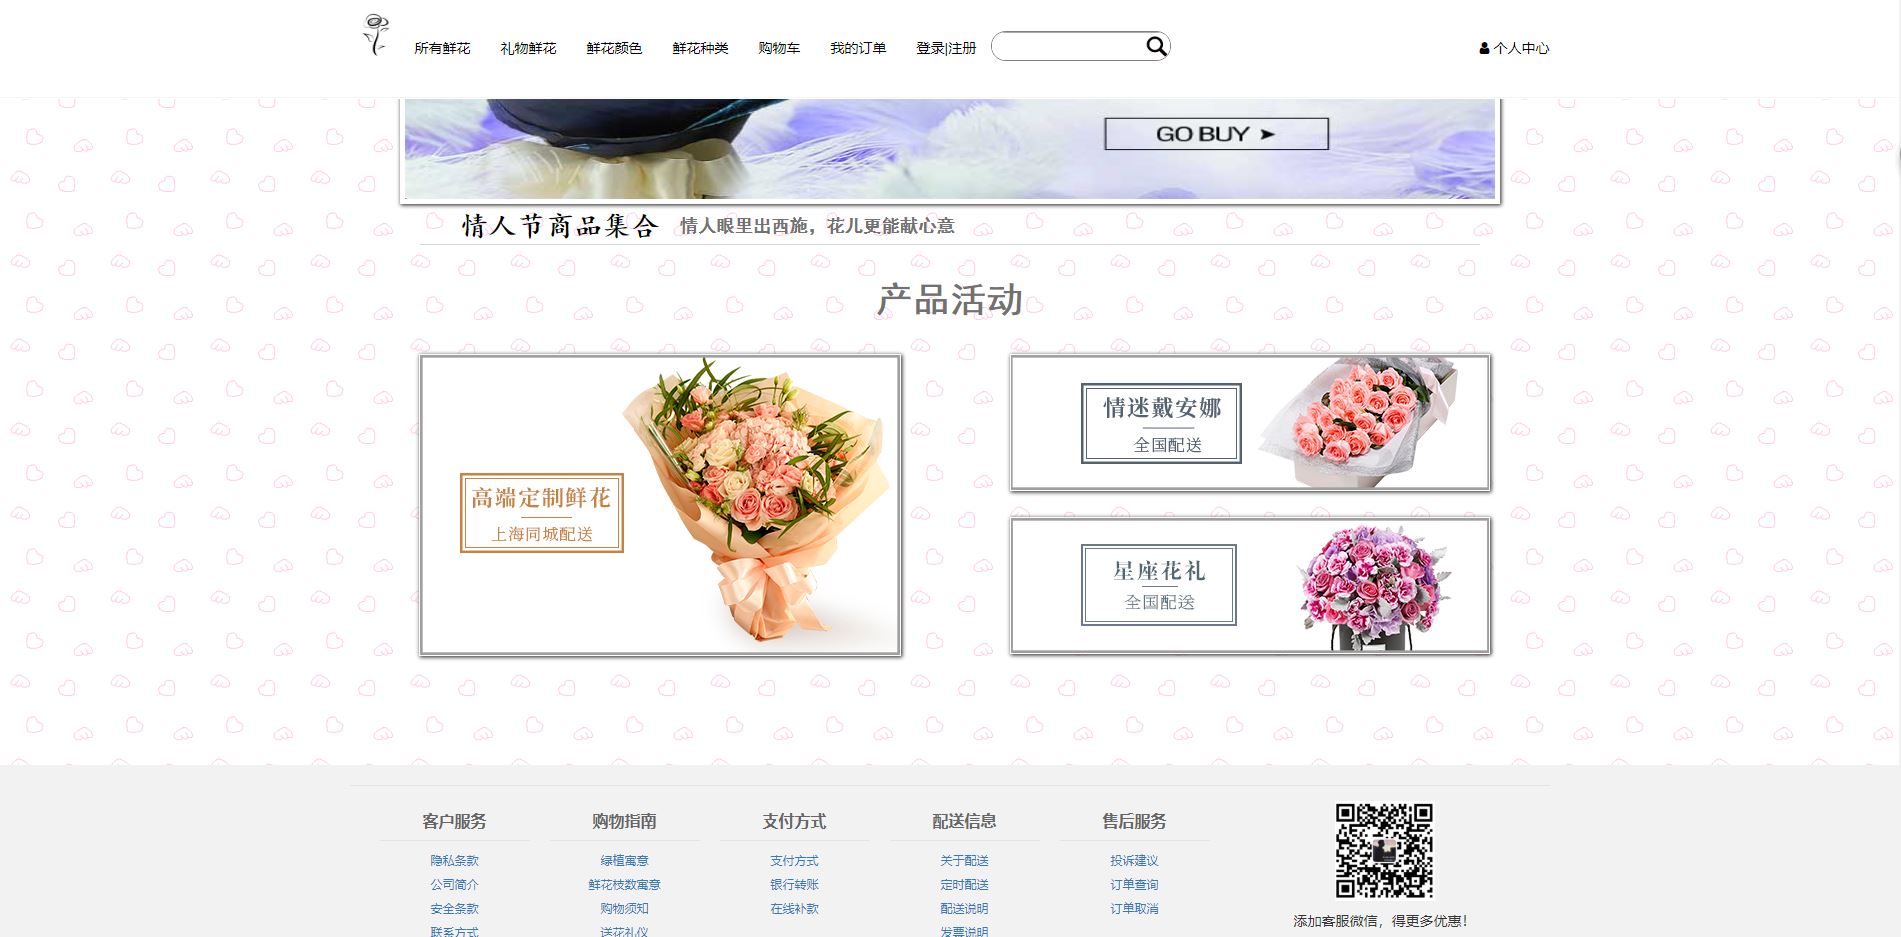 所有鲜花 礼物鲜花 鲜花颜色 鲜花种类 购物车 我的订单 登录|注册 个人中心
GO BUY ➤
情人节商品集合 情人眼里出西施，花儿更能献心意
产品活动
高端定制鲜花
上海同城配送
情迷戴安娜
全国配送
星座花礼
全国配送
客户服务 购物指南 支付方式 配送信息 售后服务
隐私条款 绿植寓意 支付方式 关于配送 投诉建议
公司简介 鲜花枝数寓意 银行转账 定时配送 订单查询
安全条款 购物须知 在线补款 配送说明 订单取消
联系方式 送花礼仪 发票说明
添加客服微信，得更多优惠！